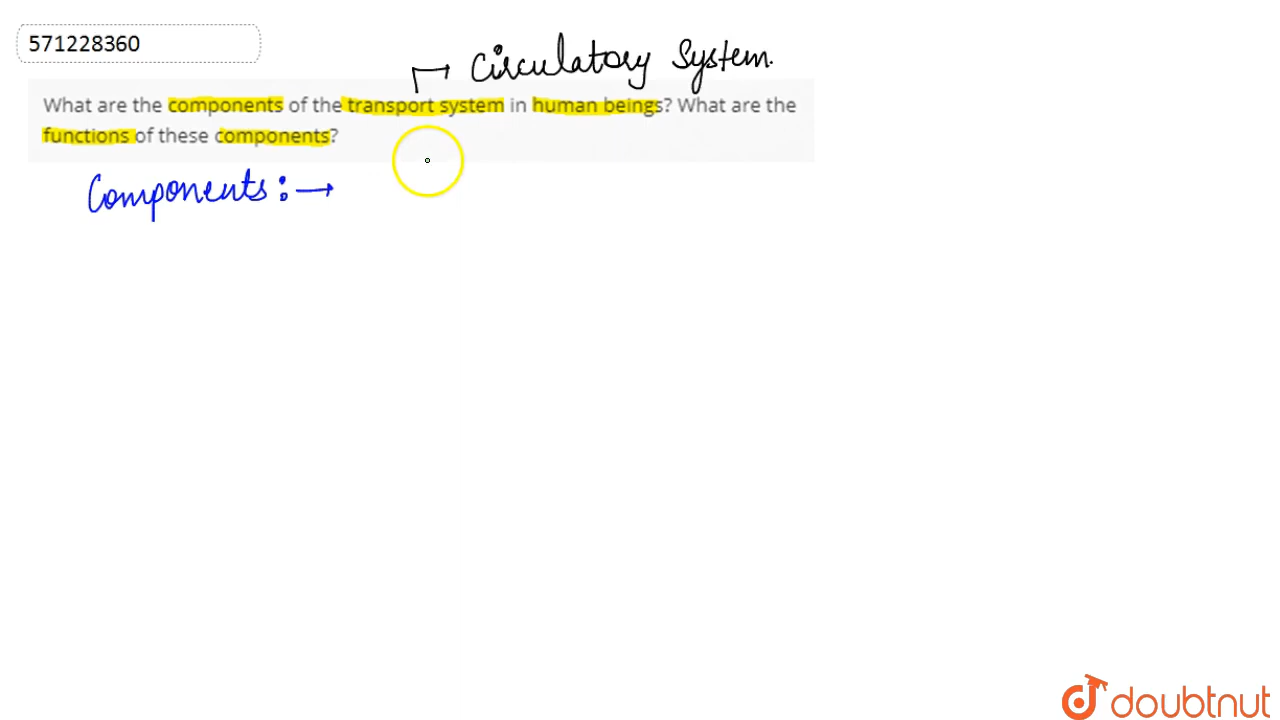 571228360
Circulatory System.
What are the components of the transport system in human beings? What are the
functions of these components?
Components :→
doubtnut